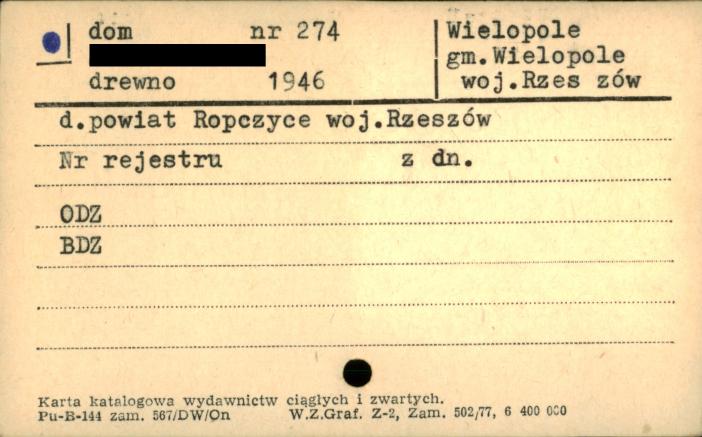 dom nr 274
drewno 1946
Wielopole
gm.Wielopole
woj.Rzes zów
d.powiat Ropczyce woj.Rzeszów
Nr rejestru z dn.
ODZ
BDZ
Karta katalogowa wydawnictw ciągłych i zwartych.
Pu-B-144 zam. 567/DW/On W.Z.Graf. Z-2, Zam. 502/77, 6 400 000